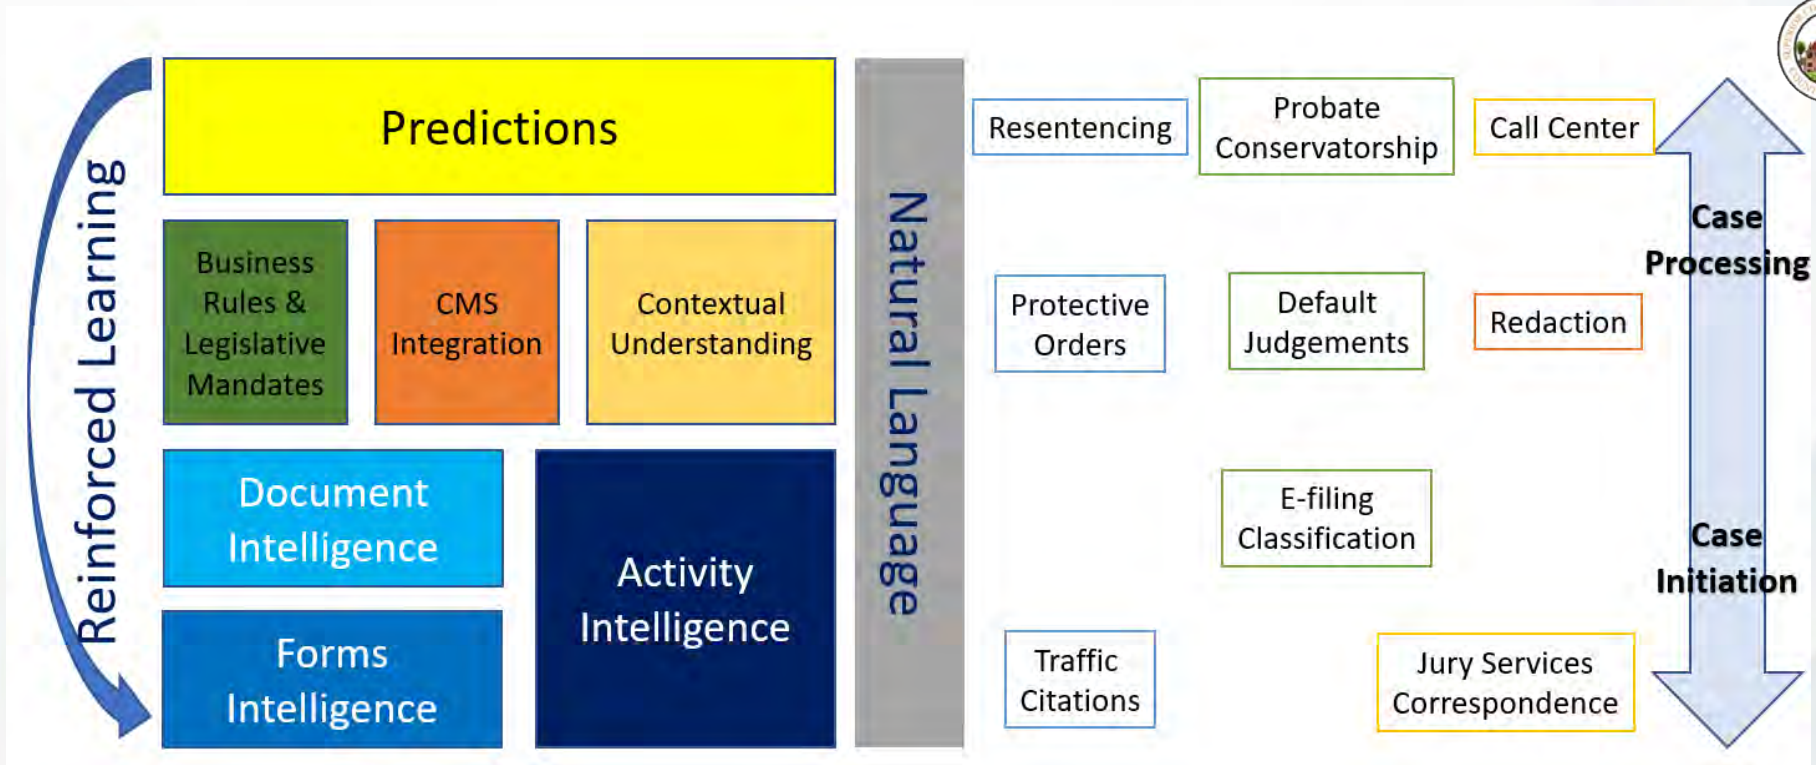 Reinforced Learning
Predictions
Business
Rules &
Legislative
Mandates
CMS
Integration
Contextual
Understanding
Document
Intelligence
Activity
Intelligence
Forms
Intelligence
Natural Language
Resentencing
Probate
Conservatorship
Call Center
Protective
Orders
Default
Judgements
Redaction
E-filing
Classification
Traffic
Citations
Jury Services
Correspondence
Case
Processing
Case
Initiation